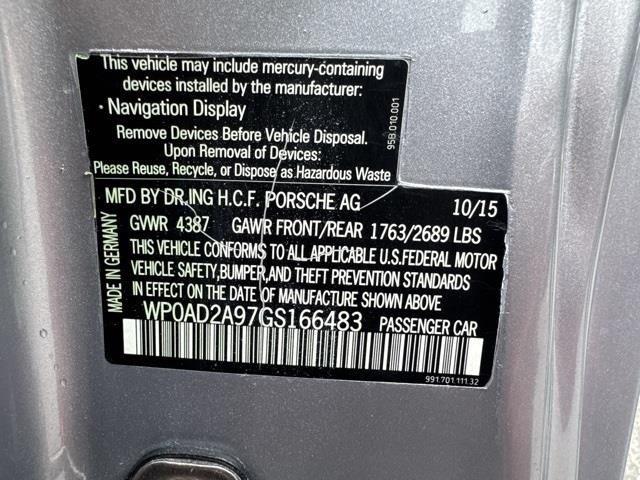 This vehicle may include mercury-containing
devices installed by the manufacturer:
· Navigation Display
Remove Devices Before Vehicle Disposal.
Upon Removal of Devices:
Please Reuse, Recycle, or Dispose as Hazardous Waste
95B.010.001
MFD BY DR.ING H.C.F. PORSCHE AG 10/15
GVWR 4387 GAWR FRONT/REAR 1763/2689 LBS
THIS VEHICLE CONFORMS TO ALL APPLICABLE U.S.FEDERAL MOTOR
VEHICLE SAFETY,BUMPER,AND THEFT PREVENTION STANDARDS
IN EFFECT ON THE DATE OF MANUFACTURE SHOWN ABOVE
WP0AD2A97GS166483 PASSENGER CAR
MADE IN GERMANY
991.701.111.32